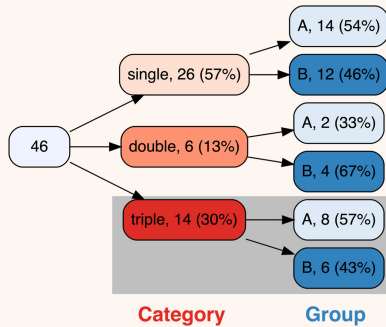 A, 14 (54%)
single, 26 (57%)
B, 12 (46%)
A, 2 (33%)
46
double, 6 (13%)
B, 4 (67%)
triple, 14 (30%)
A, 8 (57%)
B, 6 (43%)
Category
Group